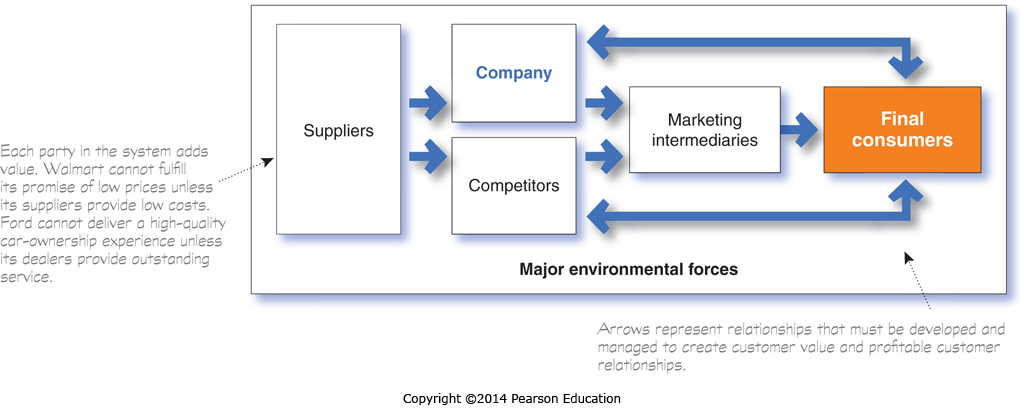 Company
Suppliers
Marketing
intermediaries
Final
consumers
Competitors
Major environmental forces
Each party in the system adds
value. Walmart cannot fulfill
its promise of low prices unless
its suppliers provide low costs.
Ford cannot deliver a high-quality
car-ownership experience unless
its dealers provide outstanding
service.
Arrows represent relationships that must be developed and
managed to create customer value and profitable customer
relationships.
Copyright ©2014 Pearson Education